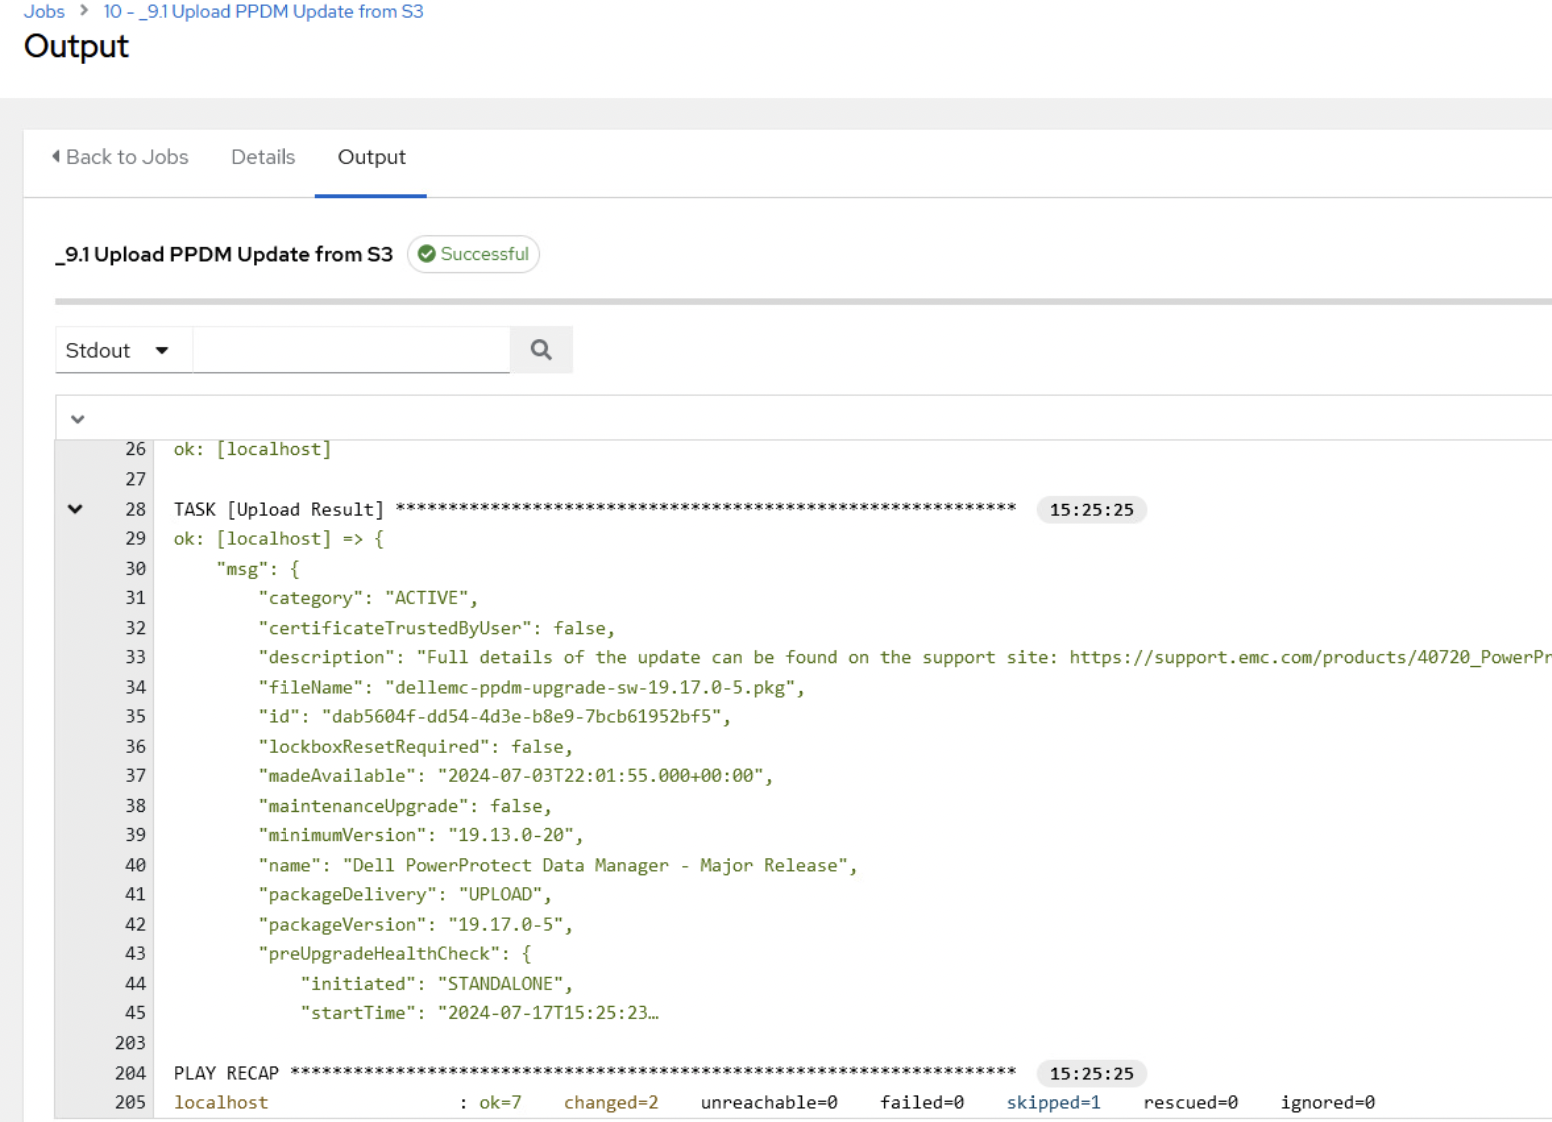 Jobs > 10 - _9.1 Upload PPDM Update from S3
Output
Back to Jobs Details Output
_9.1 Upload PPDM Update from S3 Successful
Stdout
26 ok: [localhost]
27
28 TASK [Upload Result] *********************************************************** 15:25:25
29 ok: [localhost] => {
30 "msg": {
31 "category": "ACTIVE",
32 "certificateTrustedByUser": false,
33 "description": "Full details of the update can be found on the support site: https://support.emc.com/products/40720_PowerPr
34 "fileName": "dellemc-ppdm-upgrade-sw-19.17.0-5.pkg",
35 "id": "dab5604f-dd54-4d3e-b8e9-7bcb61952bf5",
36 "lockboxResetRequired": false,
37 "madeAvailable": "2024-07-03T22:01:55.000+00:00",
38 "maintenanceUpgrade": false,
39 "minimumVersion": "19.13.0-20",
40 "name": "Dell PowerProtect Data Manager - Major Release",
41 "packageDelivery": "UPLOAD",
42 "packageVersion": "19.17.0-5",
43 "preUpgradeHealthCheck": {
44 "initiated": "STANDALONE",
45 "startTime": "2024-07-17T15:25:23…
203
204 PLAY RECAP ********************************************************************* 15:25:25
205 localhost : ok=7 changed=2 unreachable=0 failed=0 skipped=1 rescued=0 ignored=0